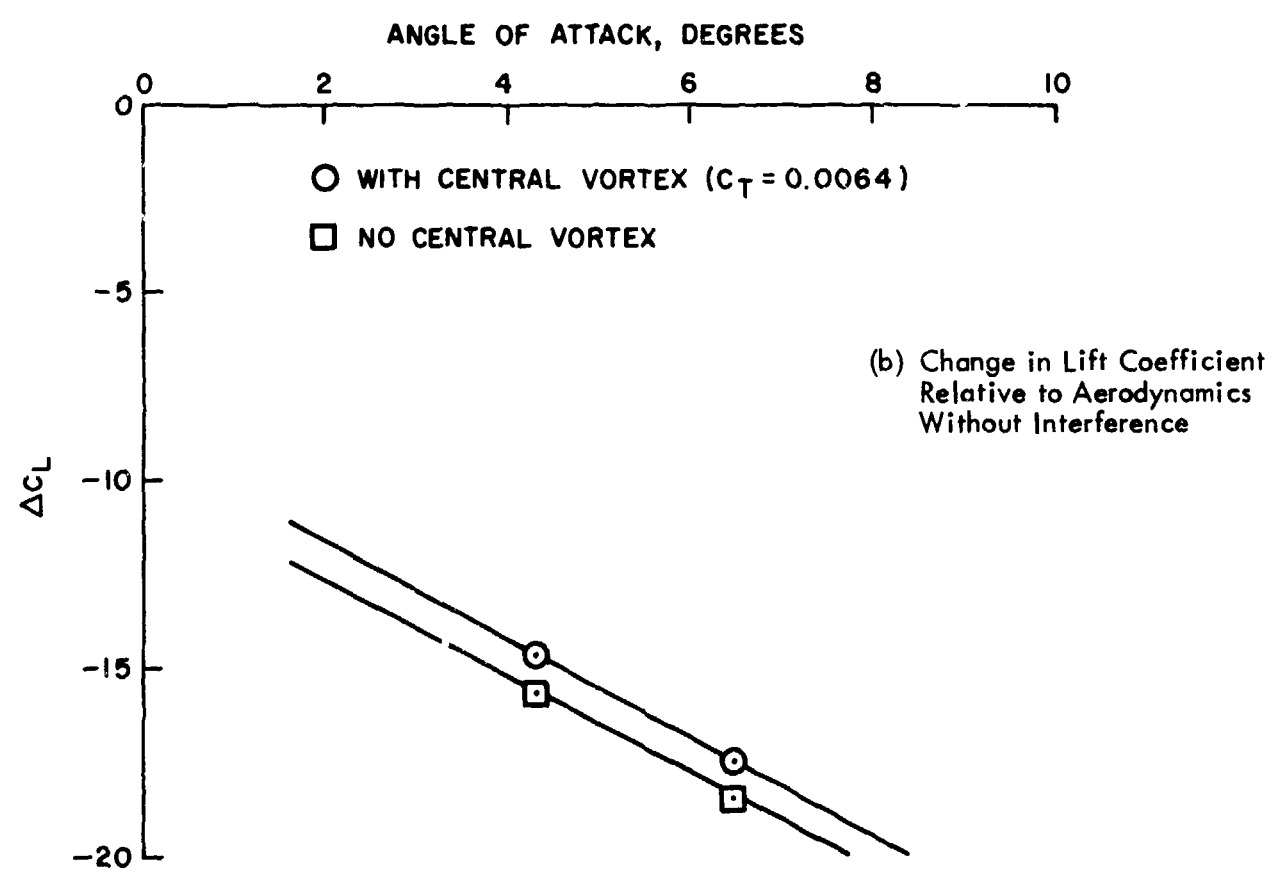 ANGLE OF ATTACK, DEGREES
0 2 4 6 8 10
0
WITH CENTRAL VORTEX (C_T = 0.0064)
NO CENTRAL VORTEX
-5
(b) Change in Lift Coefficient
Relative to Aerodynamics
Without Interference
ΔC_L
-10
-15
-20